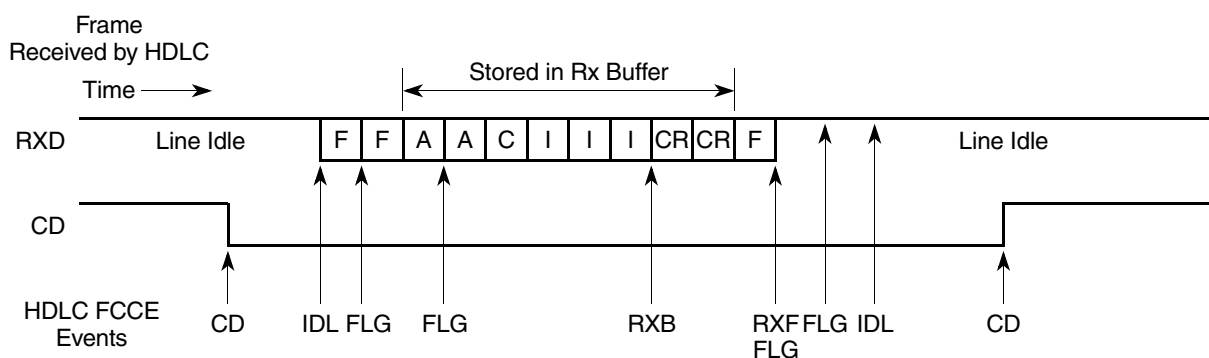 Frame
Received by HDLC
Time
Stored in Rx Buffer
RXD
Line Idle
F F A A C I I I CR CR F
Line Idle
CD
HDLC FCCE
Events
CD
IDL FLG
FLG
RXB
RXF
FLG
FLG IDL
CD